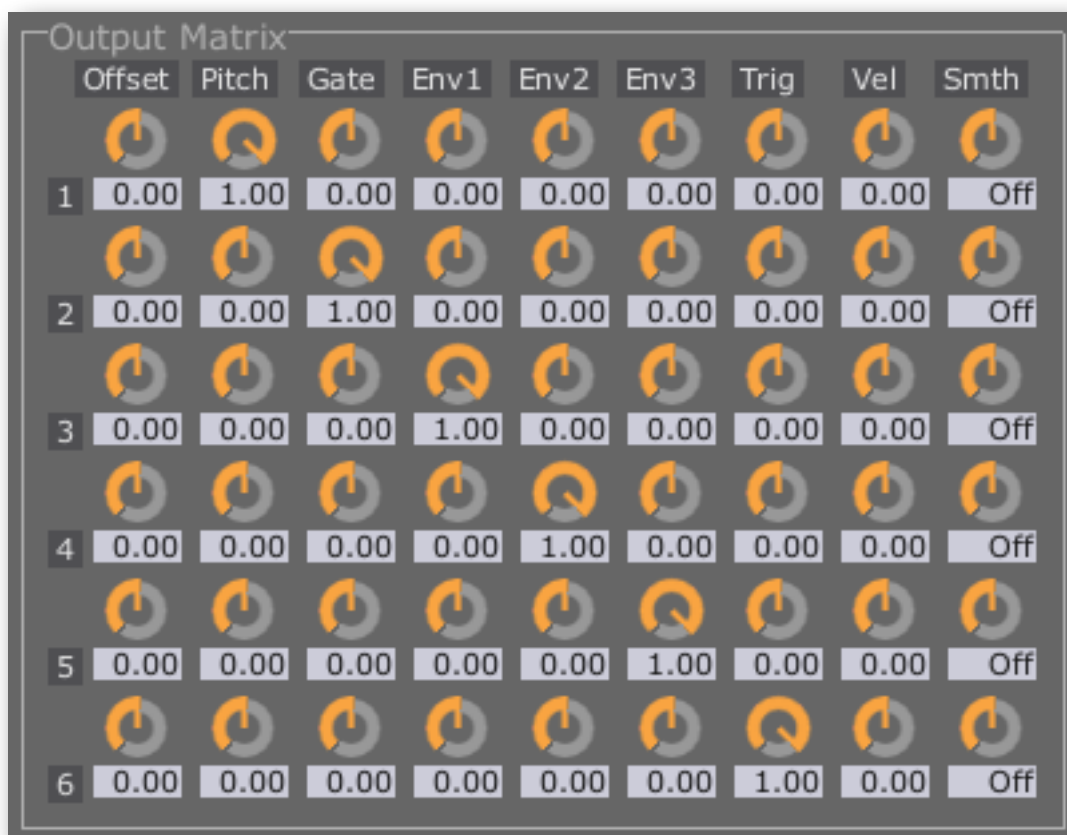 Output Matrix
Offset Pitch Gate Env1 Env2 Env3 Trig Vel Smth
1 0.00 1.00 0.00 0.00 0.00 0.00 0.00 0.00 Off
2 0.00 0.00 1.00 0.00 0.00 0.00 0.00 0.00 Off
3 0.00 0.00 0.00 1.00 0.00 0.00 0.00 0.00 Off
4 0.00 0.00 0.00 0.00 1.00 0.00 0.00 0.00 Off
5 0.00 0.00 0.00 0.00 0.00 1.00 0.00 0.00 Off
6 0.00 0.00 0.00 0.00 0.00 0.00 1.00 0.00 Off